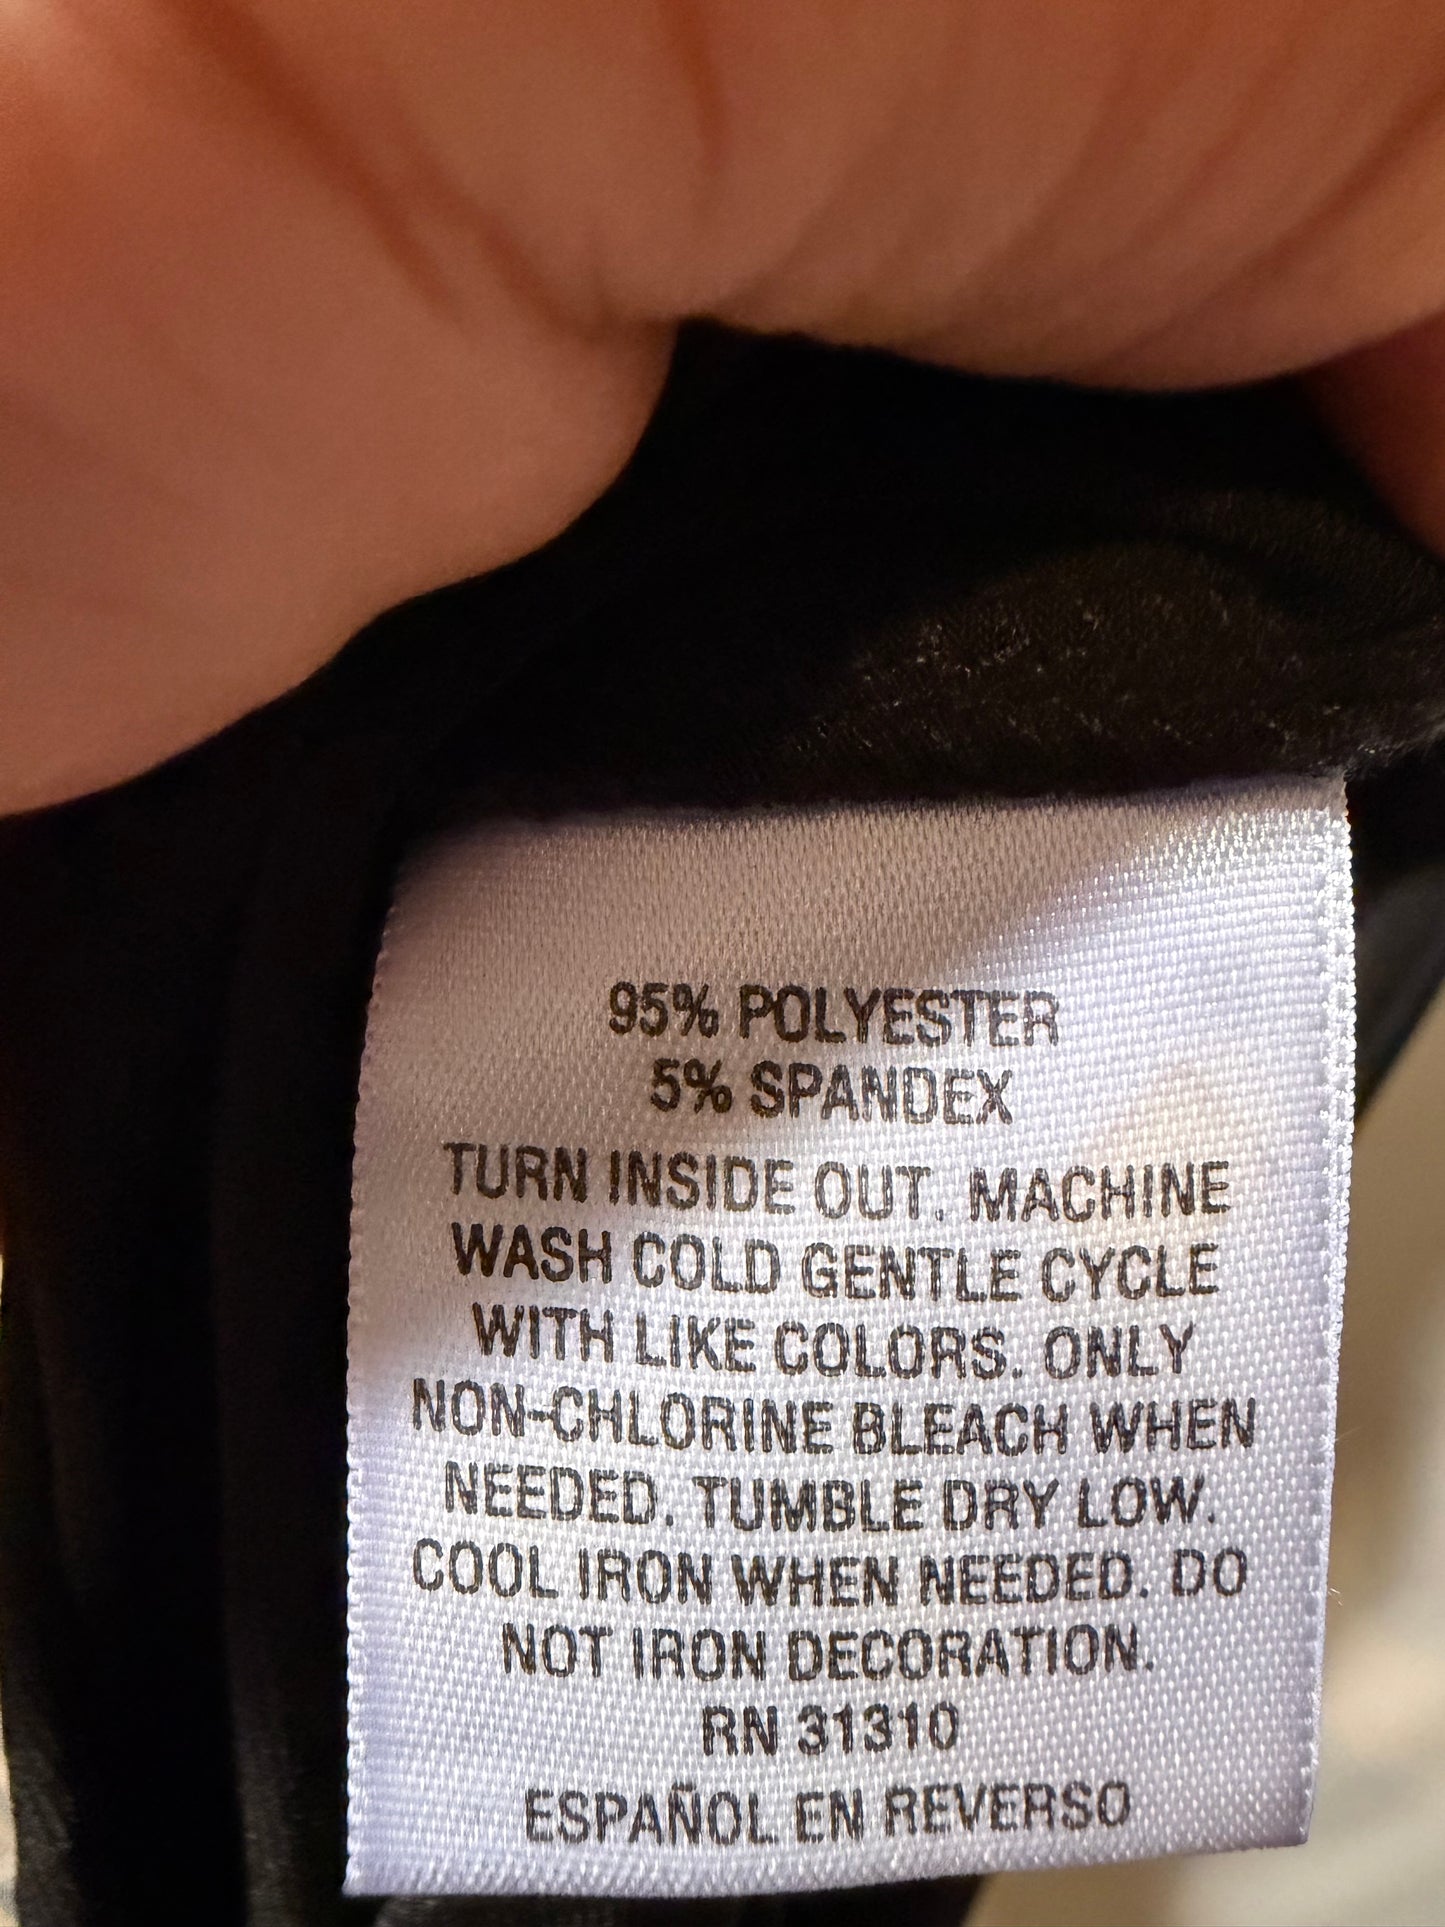 95% POLYESTER
5% SPANDEX
TURN INSIDE OUT. MACHINE
WASH COLD GENTLE CYCLE
WITH LIKE COLORS. ONLY
NON-CHLORINE BLEACH WHEN
NEEDED. TUMBLE DRY LOW.
COOL IRON WHEN NEEDED. DO
NOT IRON DECORATION.
RN 31310
ESPAÑOL EN REVERSO